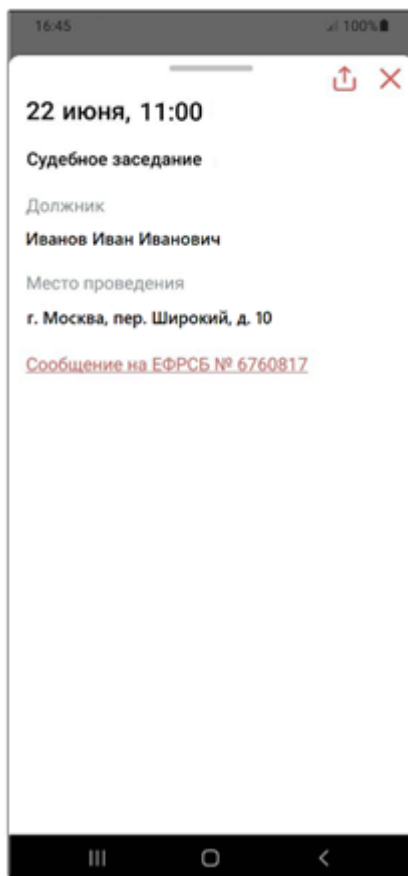 16:45
100%
22 июня, 11:00
Судебное заседание
Должник
Иванов Иван Иванович
Место проведения
г. Москва, пер. Широкий, д. 10
Сообщение на ЕФРСБ № 6760817